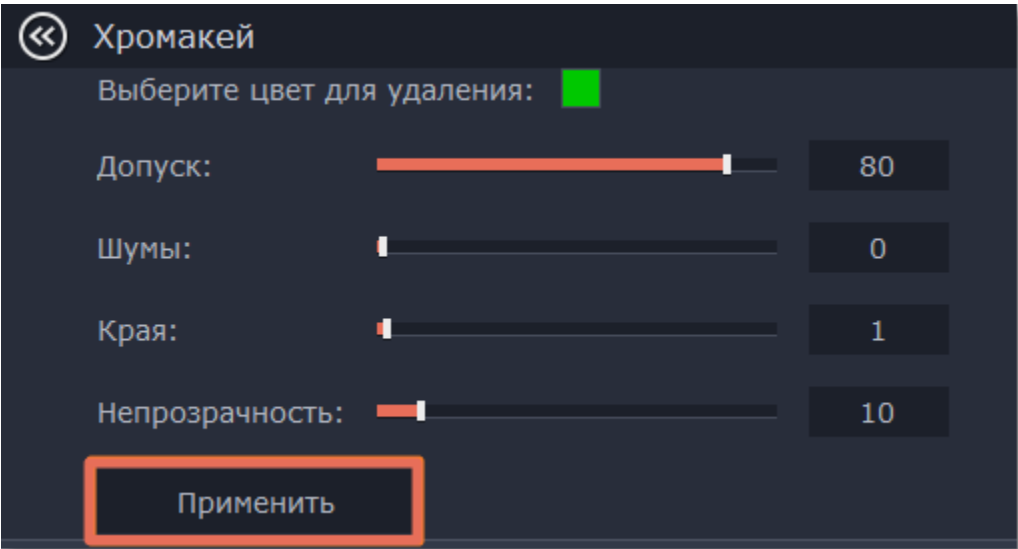 Хромакей
Выберите цвет для удаления:
Допуск: 80
Шумы: 0
Края: 1
Непрозрачность: 10
Применить